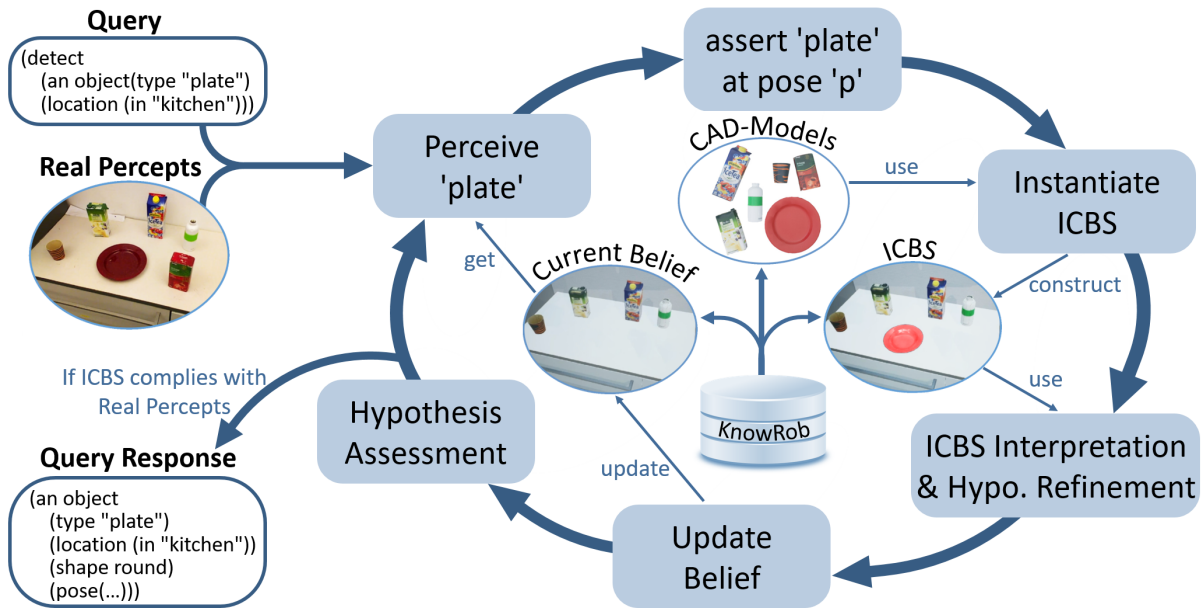 Query
(detect
(an object(type "plate")
(location (in "kitchen")))
Real Percepts
Perceive
'plate'
assert 'plate'
at pose 'p'
CAD-Models
IceTea
use
Instantiate
ICBS
get
Current Belief
ICBS
construct
use
KnowRob
If ICBS complies with
Real Percepts
Hypothesis
Assessment
update
ICBS Interpretation
& Hypo. Refinement
Update
Belief
Query Response
(an object
(type "plate")
(location (in "kitchen"))
(shape round)
(pose(...)))